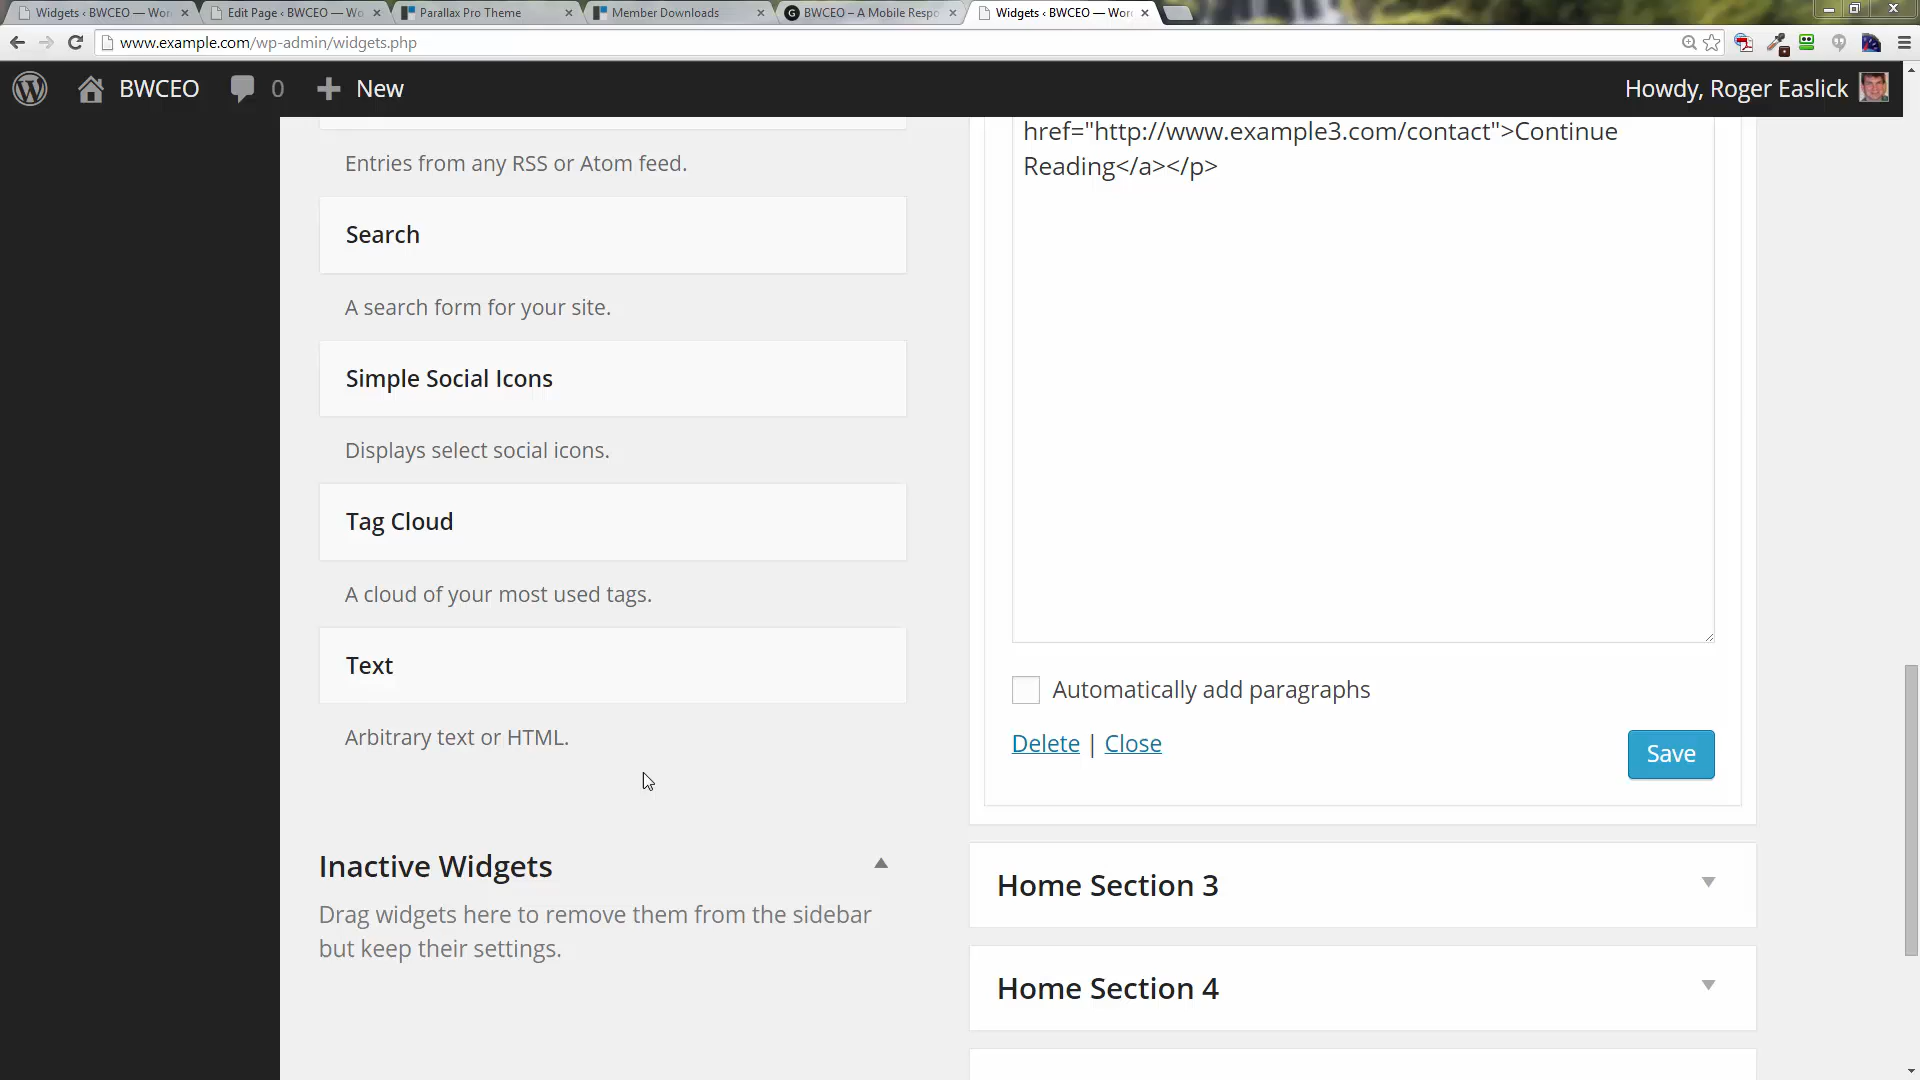 Widgets ‹ BWCEO — Wor
Edit Page ‹ BWCEO — Wo
Parallax Pro Theme
Member Downloads
BWCEO – A Mobile Respo
Widgets ‹ BWCEO — Wor
www.example.com/wp-admin/widgets.php
BWCEO
0
New
Howdy, Roger Easlick
href="http://www.example3.com/contact">Continue
Reading</a></p>
Entries from any RSS or Atom feed.
Search
A search form for your site.
Simple Social Icons
Displays select social icons.
Tag Cloud
A cloud of your most used tags.
Text
Arbitrary text or HTML.
Automatically add paragraphs
Delete | Close
Save
Inactive Widgets
Drag widgets here to remove them from the sidebar
but keep their settings.
Home Section 3
Home Section 4